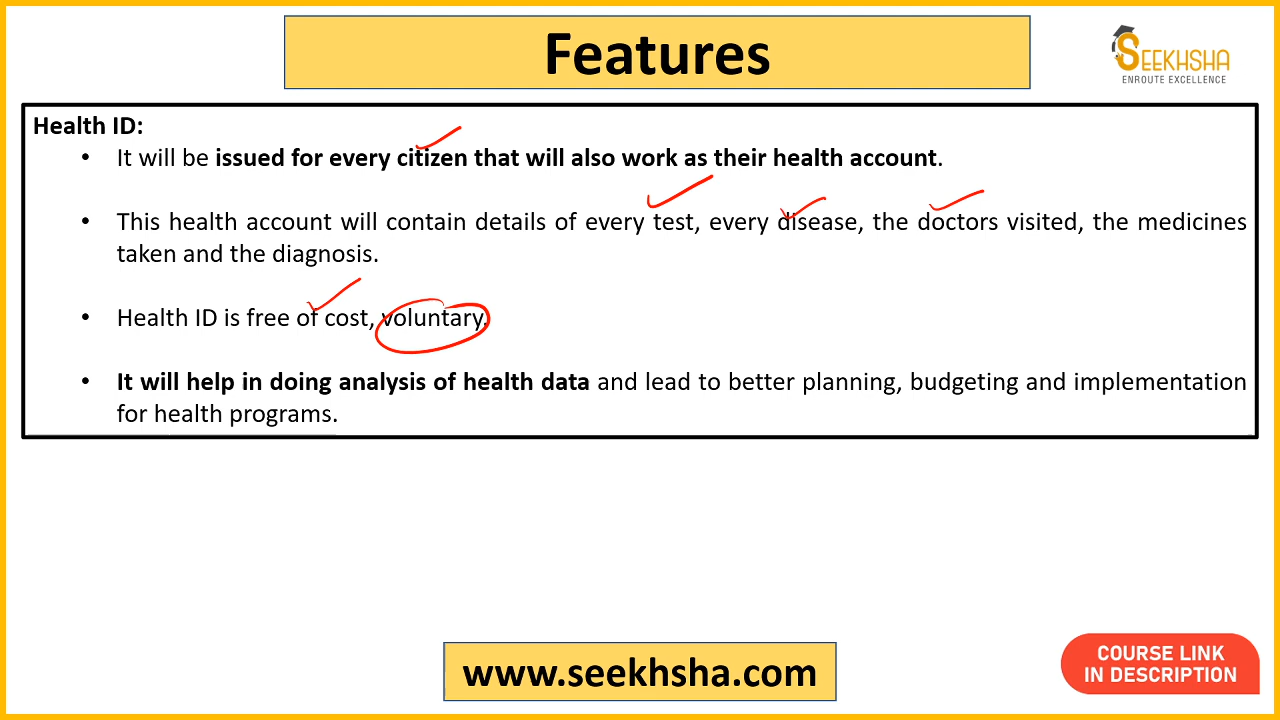 Features
SEEKHSHA
ENROUTE EXCELLENCE
Health ID:
• It will be issued for every citizen that will also work as their health account.
• This health account will contain details of every test, every disease, the doctors visited, the medicines
taken and the diagnosis.
• Health ID is free of cost, voluntary.
• It will help in doing analysis of health data and lead to better planning, budgeting and implementation
for health programs.
www.seekhsha.com
COURSE LINK
IN DESCRIPTION